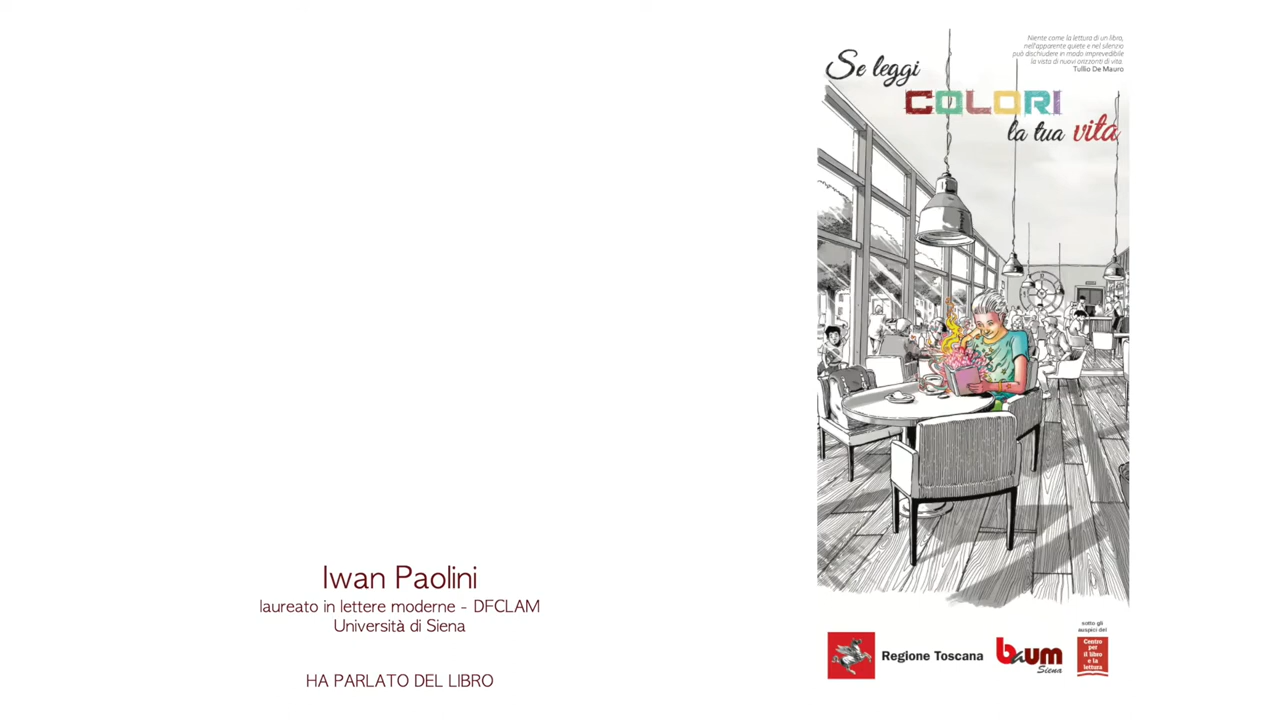 Iwan Paolini
laureato in lettere moderne - DFCLAM
Università di Siena
HA PARLATO DEL LIBRO
Niente come la lettura di un libro,
nell'apparente quiete e nel silenzio
può dischiudere in modo imprevedibile
la vista di nuovi orizzonti di vita.
Tullio De Mauro
Se leggi
COLORI
la tua vita
Regione Toscana
baUM
Siena
sotto gli
auspici del
Centro
per
il libro
e la
lettura